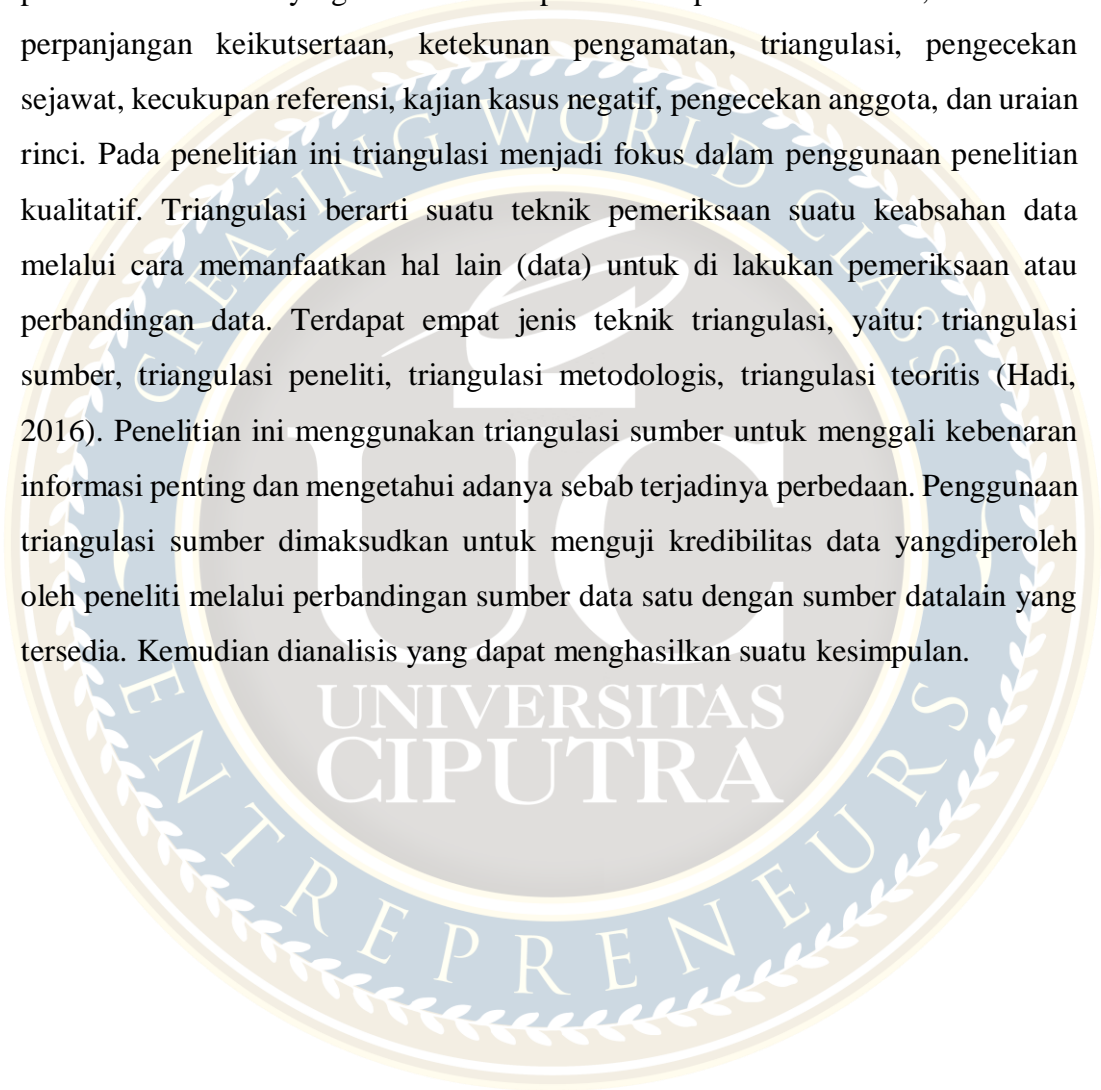 perpanjangan keikutsertaan, ketekunan pengamatan, triangulasi, pengecekan
sejawat, kecukupan referensi, kajian kasus negatif, pengecekan anggota, dan uraian
rinci. Pada penelitian ini triangulasi menjadi fokus dalam penggunaan penelitian
kualitatif. Triangulasi berarti suatu teknik pemeriksaan suatu keabsahan data
melalui cara memanfaatkan hal lain (data) untuk di lakukan pemeriksaan atau
perbandingan data. Terdapat empat jenis teknik triangulasi, yaitu: triangulasi
sumber, triangulasi peneliti, triangulasi metodologis, triangulasi teoritis (Hadi,
2016). Penelitian ini menggunakan triangulasi sumber untuk menggali kebenaran
informasi penting dan mengetahui adanya sebab terjadinya perbedaan. Penggunaan
triangulasi sumber dimaksudkan untuk menguji kredibilitas data yangdiperoleh
oleh peneliti melalui perbandingan sumber data satu dengan sumber datalain yang
tersedia. Kemudian dianalisis yang dapat menghasilkan suatu kesimpulan.
CREATING WORLD CLASS
UC
UNIVERSITAS
CIPUTRA
ENTREPRENEURS